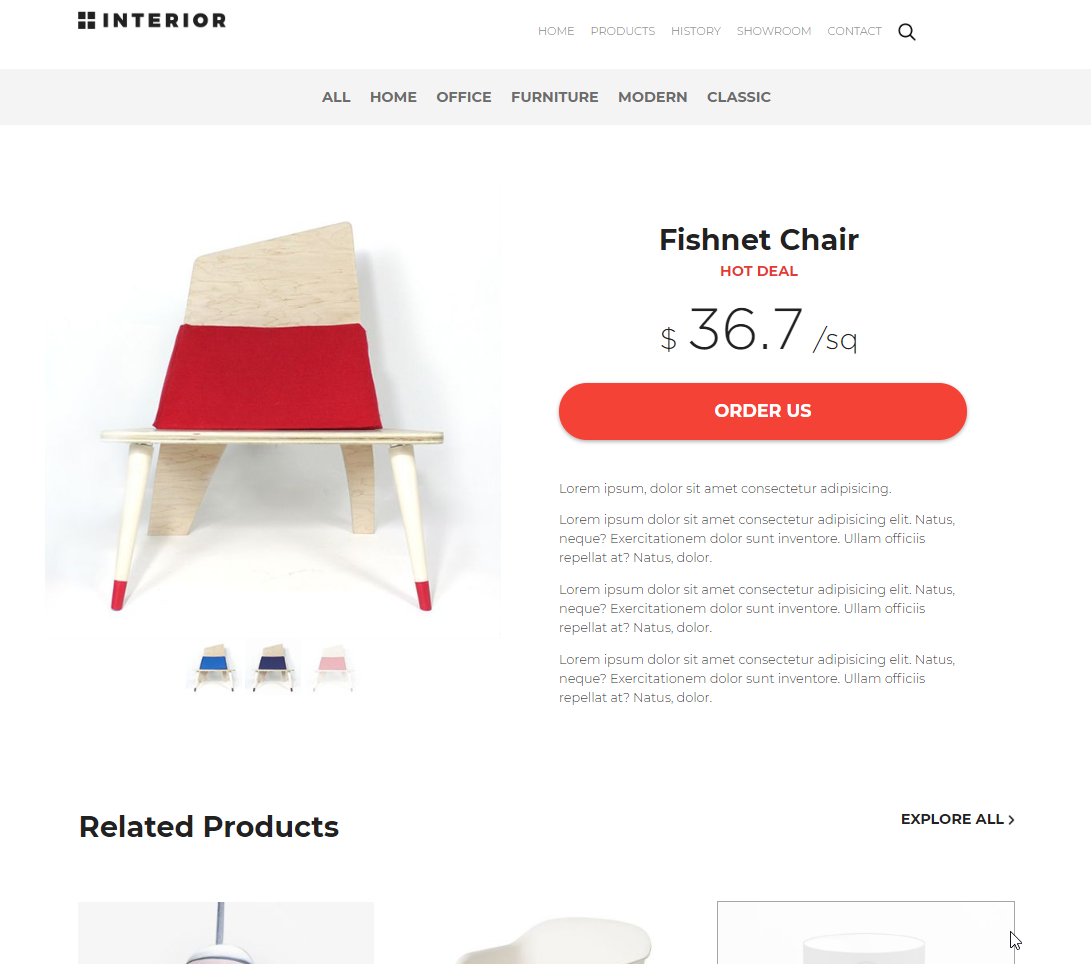 INTERIOR
HOME PRODUCTS HISTORY SHOWROOM CONTACT
ALL HOME OFFICE FURNITURE MODERN CLASSIC
Fishnet Chair
HOT DEAL
$ 36.7 /sq
ORDER US
Lorem ipsum, dolor sit amet consectetur adipisicing.
Lorem ipsum dolor sit amet consectetur adipisicing elit. Natus,
neque? Exercitationem dolor sunt inventore. Ullam officiis
repellat at? Natus, dolor.
Lorem ipsum dolor sit amet consectetur adipisicing elit. Natus,
neque? Exercitationem dolor sunt inventore. Ullam officiis
repellat at? Natus, dolor.
Lorem ipsum dolor sit amet consectetur adipisicing elit. Natus,
neque? Exercitationem dolor sunt inventore. Ullam officiis
repellat at? Natus, dolor.
Related Products
EXPLORE ALL